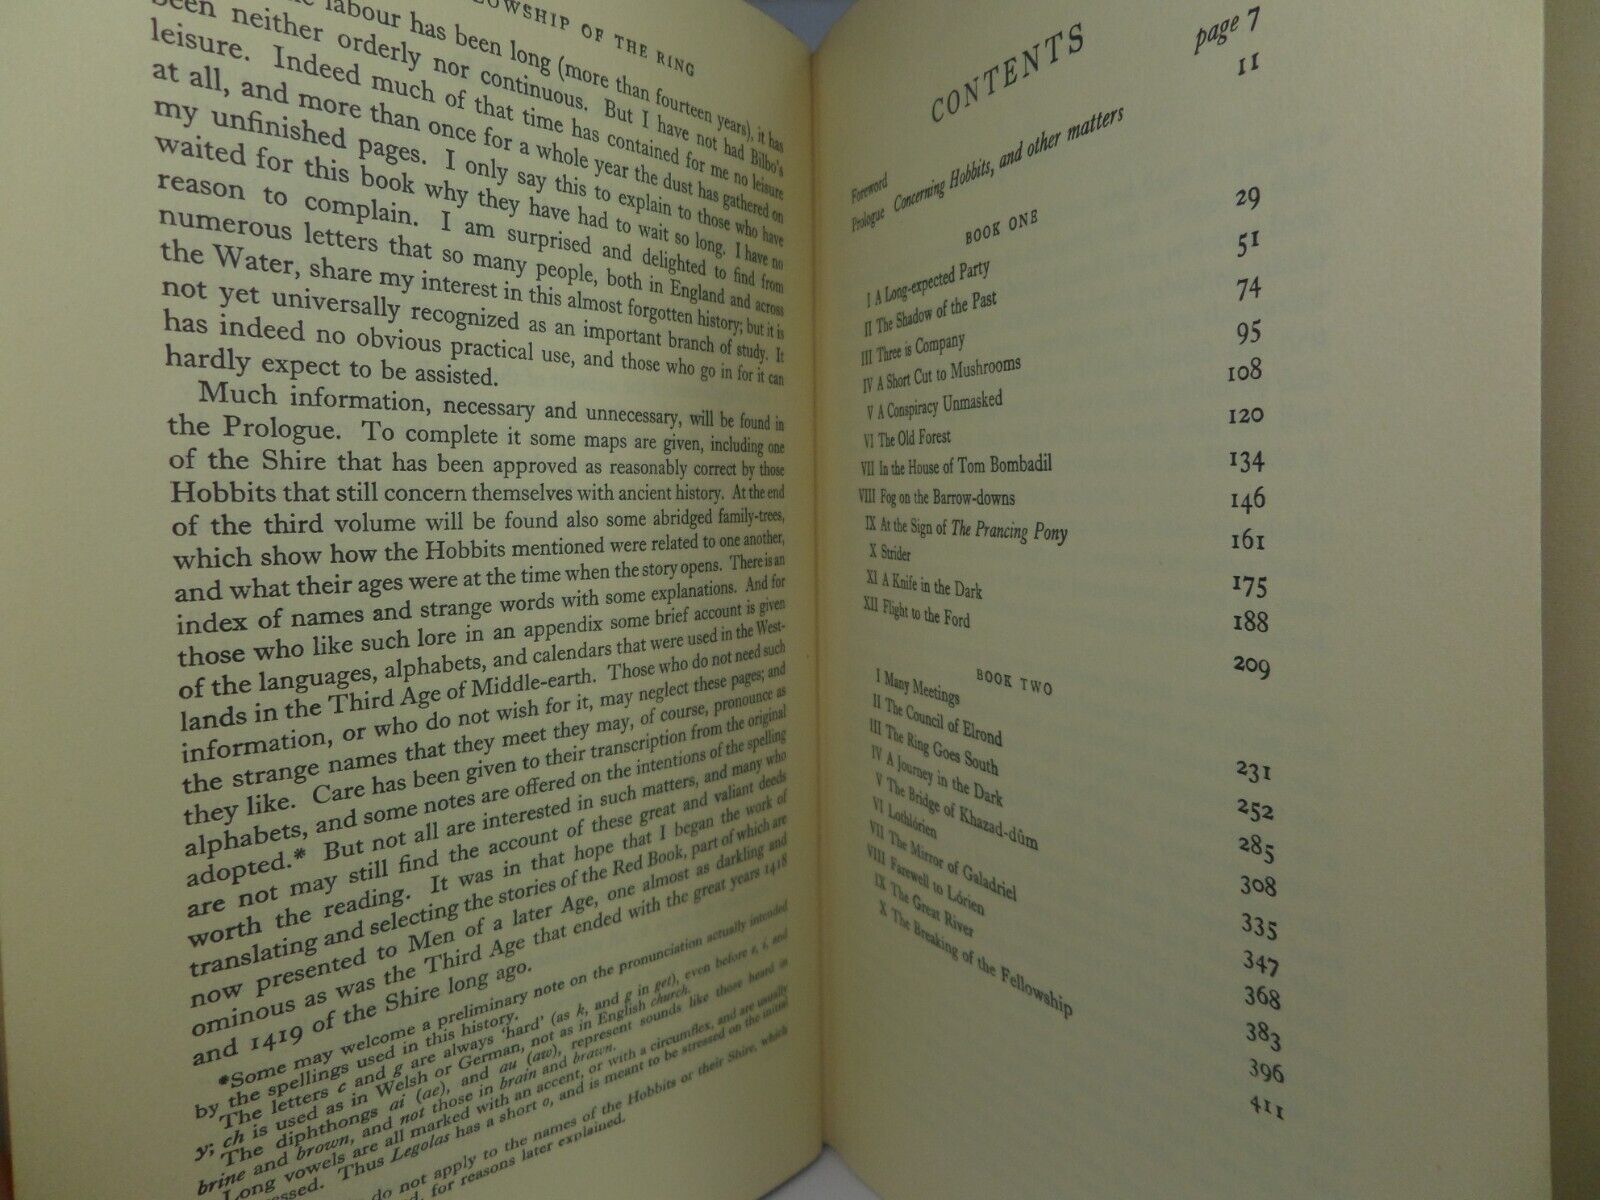 LOWSHIP OF THE RING
labour has been long (more than fourteen years), it has
been neither orderly nor continuous. But I have not had Bilbo's
leisure. Indeed much of that time has contained for me no leisure
at all, and more than once for a whole year the dust has gathered on
my unfinished pages. I only say this to explain to those who have
waited for this book why they have had to wait so long. I have no
reason to complain. I am surprised and delighted to find from
numerous letters that so many people, both in England and across
the Water, share my interest in this almost forgotten history; but it is
not yet universally recognized as an important branch of study. It
has indeed no obvious practical use, and those who go in for it can
hardly expect to be assisted.
Much information, necessary and unnecessary, will be found in
the Prologue. To complete it some maps are given, including one
of the Shire that has been approved as reasonably correct by those
Hobbits that still concern themselves with ancient history. At the end
of the third volume will be found also some abridged family-trees,
which show how the Hobbits mentioned were related to one another,
and what their ages were at the time when the story opens. There is an
index of names and strange words with some explanations. And for
those who like such lore in an appendix some brief account is given
of the languages, alphabets, and calendars that were used in the West-
lands in the Third Age of Middle-earth. Those who do not need such
information, or who do not wish for it, may neglect these pages; and
the strange names that they meet they may, of course, pronounce as
they like. Care has been given to their transcription from the original
alphabets, and some notes are offered on the intentions of the spelling
adopted.* But not all are interested in such matters, and many who
are not may still find the account of these great and valiant deeds
worth the reading. It was in that hope that I began the work of
translating and selecting the stories of the Red Book, part of which are
now presented to Men of a later Age, one almost as darkling and
ominous as was the Third Age that ended with the great years 1418
and 1419 of the Shire long ago.
*Some may welcome a preliminary note on the pronunciation actually intended
by the spellings used in this history.
The letters c and g are always 'hard' (as k, and g in get), even before e, i, and
y; ch is used as in Welsh or German, not as in English church.
The diphthongs ai (ae), and au (aw), represent sounds like those heard in
brine and brown, and not those in brain and brawn.
Long vowels are all marked with an accent, or with a circumflex, and are usually
essed. Thus Legolas has a short o, and is meant to be stressed on the initial
do not apply to the names of the Hobbits or their Shire, which
d, for reasons later explained.
CONTENTS
Foreword page 7
Prologue Concerning Hobbits, and other matters 11
BOOK ONE
I A Long-expected Party 29
II The Shadow of the Past 51
III Three is Company 74
IV A Short Cut to Mushrooms 95
V A Conspiracy Unmasked 108
VI The Old Forest 120
VII In the House of Tom Bombadil 134
VIII Fog on the Barrow-downs 146
IX At the Sign of The Prancing Pony 161
X Strider 175
XI A Knife in the Dark 188
XII Flight to the Ford 209
BOOK TWO
I Many Meetings 231
II The Council of Elrond 252
III The Ring Goes South 285
IV A Journey in the Dark 308
V The Bridge of Khazad-dûm 335
VI Lothlórien 347
VII The Mirror of Galadriel 368
VIII Farewell to Lórien 383
IX The Great River 396
X The Breaking of the Fellowship 411